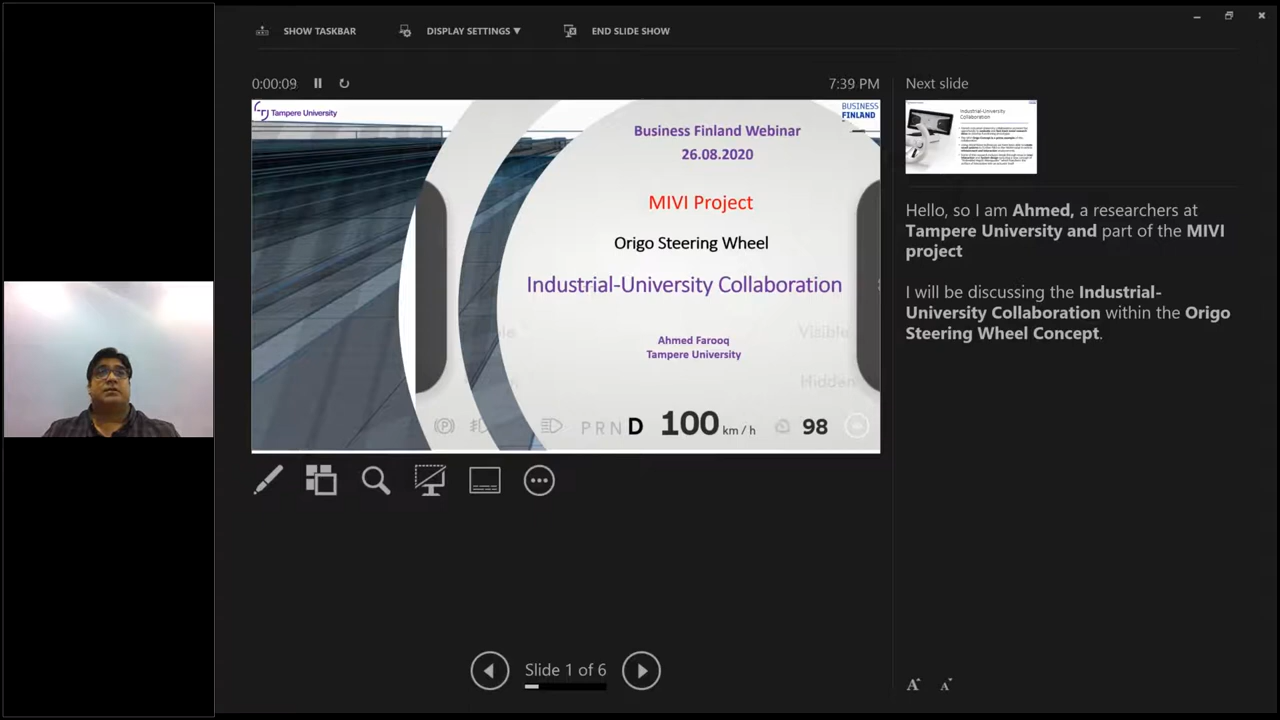 SHOW TASKBAR
DISPLAY SETTINGS ▼
END SLIDE SHOW
0:00:09
7:39 PM
Tampere University
BUSINESS
FINLAND
Business Finland Webinar
26.08.2020
MIVI Project
Origo Steering Wheel
Industrial-University Collaboration
Visible
Ahmed Farooq
Tampere University
Hidden
P R N D 100 km / h 98
Slide 1 of 6
Next slide
Industrial-University
Collaboration
Hello, so I am Ahmed, a researchers at
Tampere University and part of the MIVI
project
I will be discussing the Industrial-
University Collaboration within the Origo
Steering Wheel Concept.